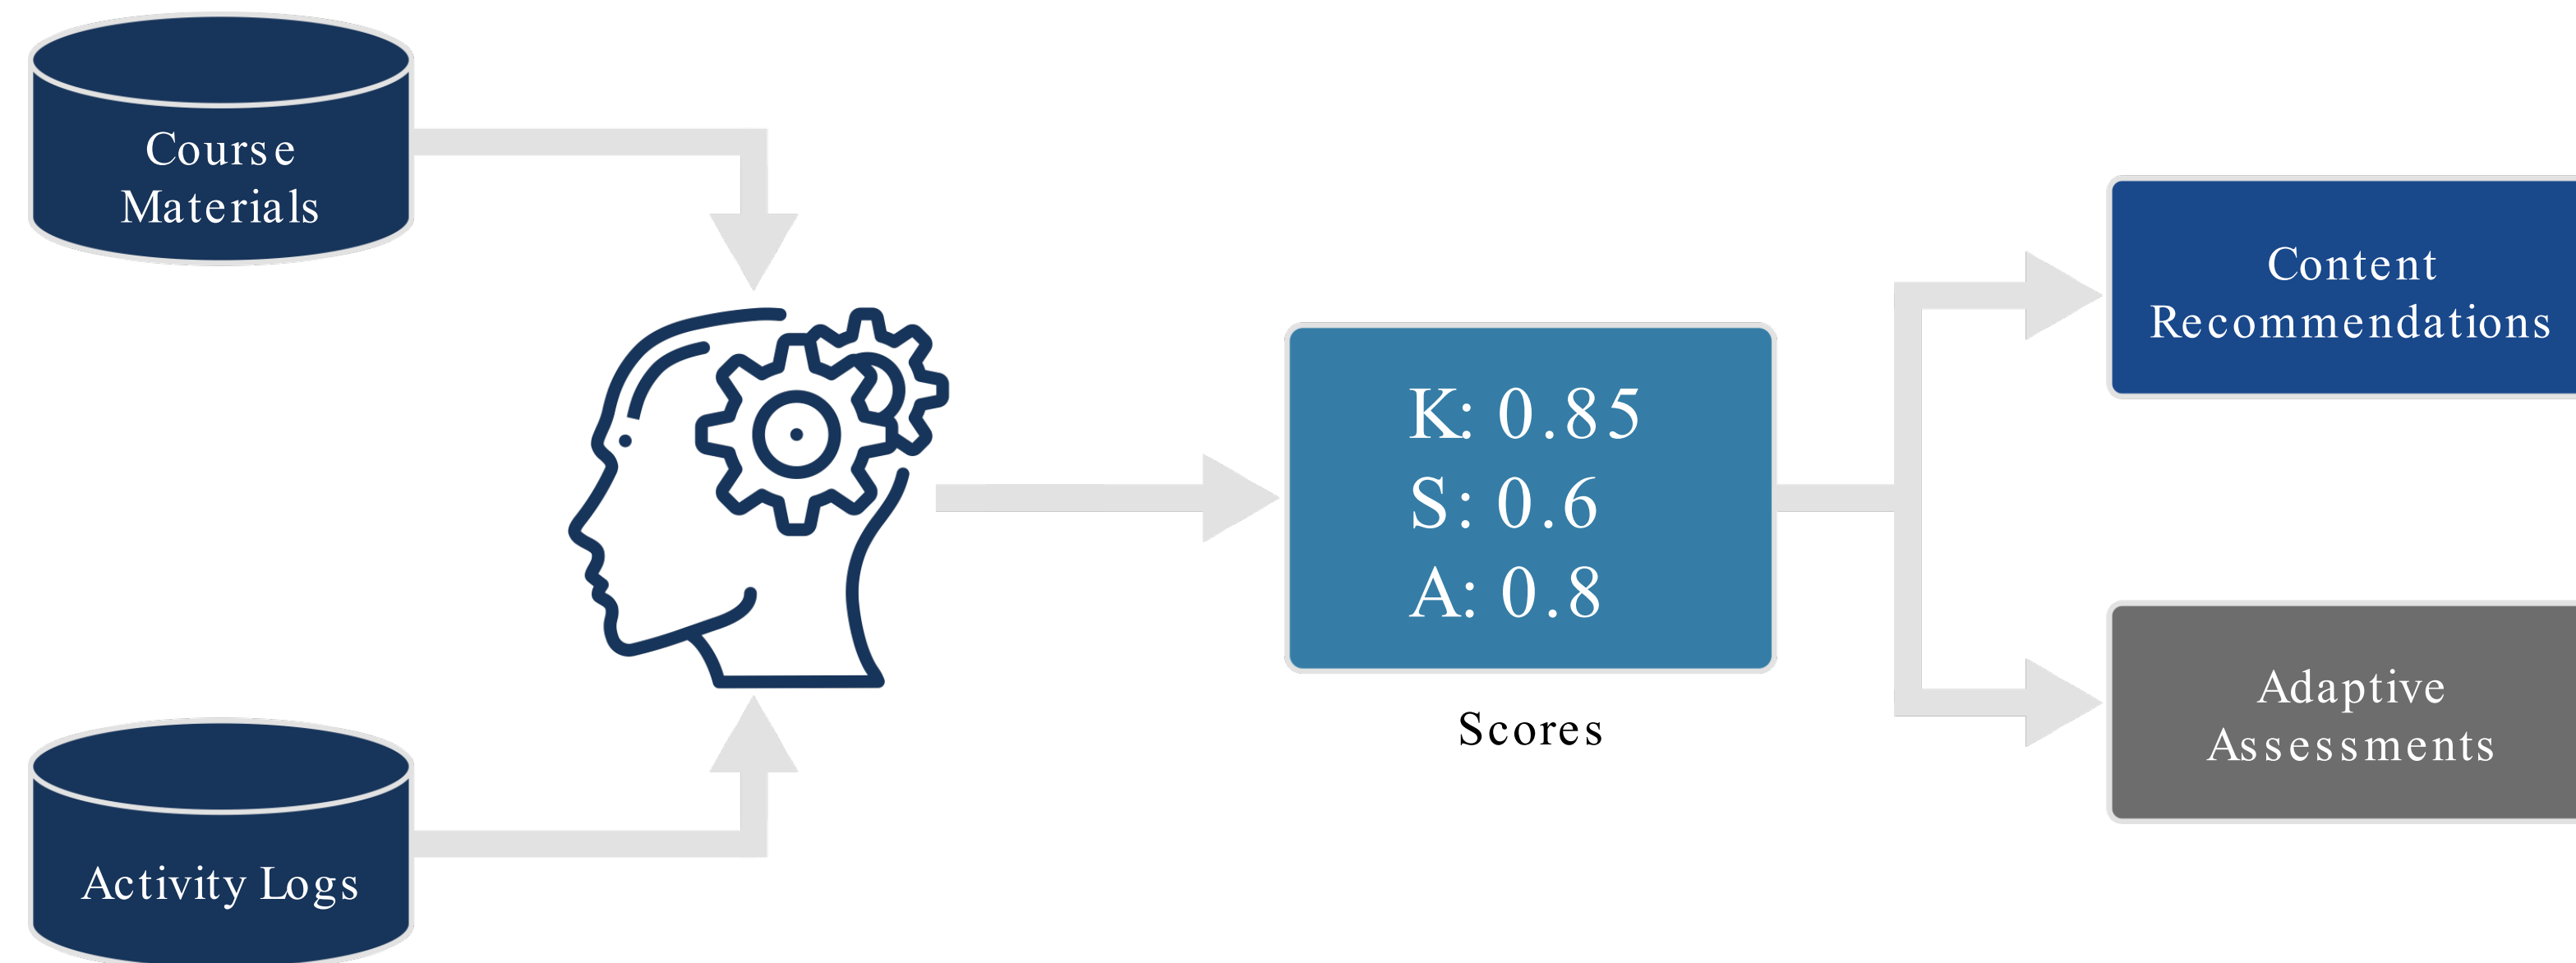 Course
Materials
Activity Logs
K: 0.85
S: 0.6
A: 0.8
Scores
Content
Recommendations
Adaptive
Assessments